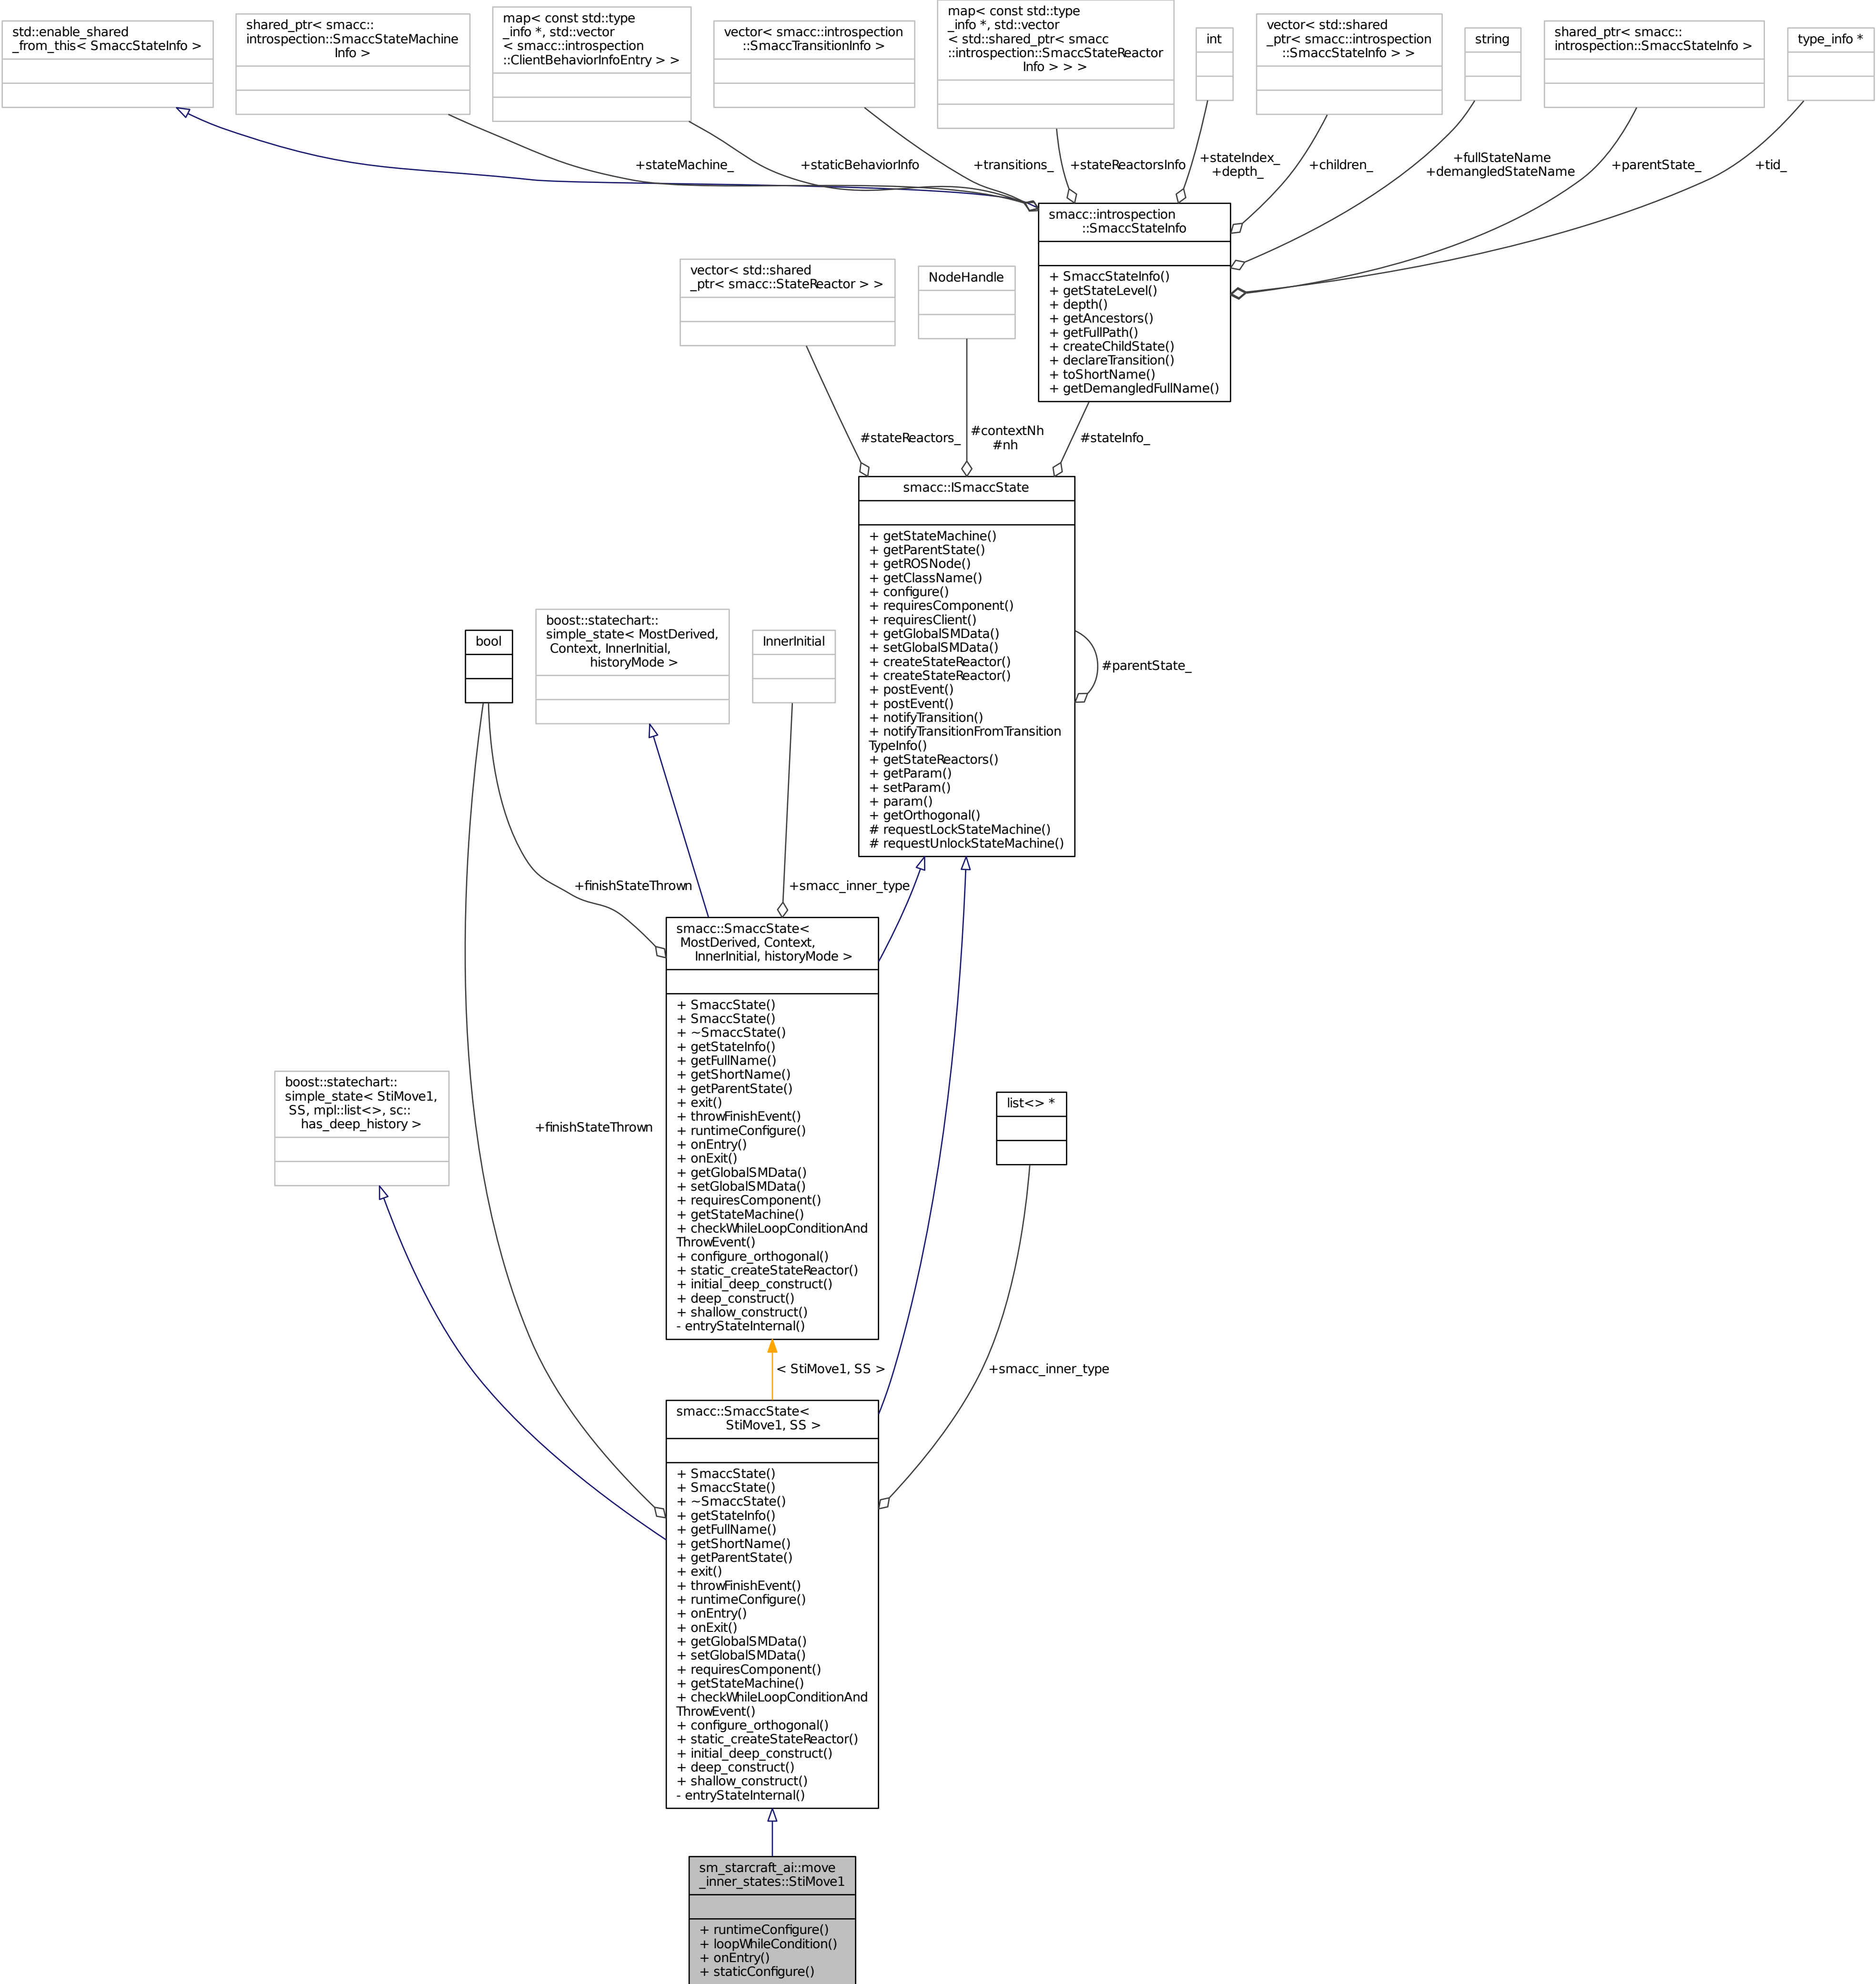 std::enable_shared
_from_this< SmaccStateInfo >
shared_ptr< smacc::
introspection::SmaccStateMachine
Info >
map< const std::type
_info *, std::vector
< smacc::introspection
::ClientBehaviorInfoEntry > >
vector< smacc::introspection
::SmaccTransitionInfo >
map< const std::type
_info *, std::vector
< std::shared_ptr< smacc
::introspection::SmaccStateReactor
Info > > >
int
vector< std::shared
_ptr< smacc::introspection
::SmaccStateInfo > >
string
shared_ptr< smacc::
introspection::SmaccStateInfo >
type_info *
+stateMachine_
+staticBehaviorInfo
+transitions_
+stateReactorsInfo
+stateIndex_
+depth_
+children_
+fullStateName
+demangledStateName
+parentState_
+tid_
smacc::introspection
::SmaccStateInfo
+ SmaccStateInfo()
+ getStateLevel()
+ depth()
+ getAncestors()
+ getFullPath()
+ createChildState()
+ declareTransition()
+ toShortName()
+ getDemangledFullName()
vector< std::shared
_ptr< smacc::StateReactor > >
NodeHandle
#stateReactors_
#contextNh
#nh
#stateInfo_
smacc::ISmaccState
+ getStateMachine()
+ getParentState()
+ getROSNode()
+ getClassName()
+ configure()
+ requiresComponent()
+ requiresClient()
+ getGlobalSMData()
+ setGlobalSMData()
+ createStateReactor()
+ createStateReactor()
+ postEvent()
+ postEvent()
+ notifyTransition()
+ notifyTransitionFromTransition
TypeInfo()
+ getStateReactors()
+ getParam()
+ setParam()
+ param()
+ getOrthogonal()
# requestLockStateMachine()
# requestUnlockStateMachine()
#parentState_
bool
boost::statechart::
simple_state< MostDerived,
Context, InnerInitial,
historyMode >
InnerInitial
+finishStateThrown
+smacc_inner_type
smacc::SmaccState<
MostDerived, Context,
InnerInitial, historyMode >
+ SmaccState()
+ SmaccState()
+ ~SmaccState()
+ getStateInfo()
+ getFullName()
+ getShortName()
+ getParentState()
+ exit()
+ throwFinishEvent()
+ runtimeConfigure()
+ onEntry()
+ onExit()
+ getGlobalSMData()
+ setGlobalSMData()
+ requiresComponent()
+ getStateMachine()
+ checkWhileLoopConditionAnd
ThrowEvent()
+ configure_orthogonal()
+ static_createStateReactor()
+ initial_deep_construct()
+ deep_construct()
+ shallow_construct()
- entryStateInternal()
boost::statechart::
simple_state< StiMove1,
SS, mpl::list<>, sc::
has_deep_history >
+finishStateThrown
list<> *
< StiMove1, SS >
+smacc_inner_type
smacc::SmaccState<
StiMove1, SS >
+ SmaccState()
+ SmaccState()
+ ~SmaccState()
+ getStateInfo()
+ getFullName()
+ getShortName()
+ getParentState()
+ exit()
+ throwFinishEvent()
+ runtimeConfigure()
+ onEntry()
+ onExit()
+ getGlobalSMData()
+ setGlobalSMData()
+ requiresComponent()
+ getStateMachine()
+ checkWhileLoopConditionAnd
ThrowEvent()
+ configure_orthogonal()
+ static_createStateReactor()
+ initial_deep_construct()
+ deep_construct()
+ shallow_construct()
- entryStateInternal()
sm_starcraft_ai::move
_inner_states::StiMove1
+ runtimeConfigure()
+ loopWhileCondition()
+ onEntry()
+ staticConfigure()